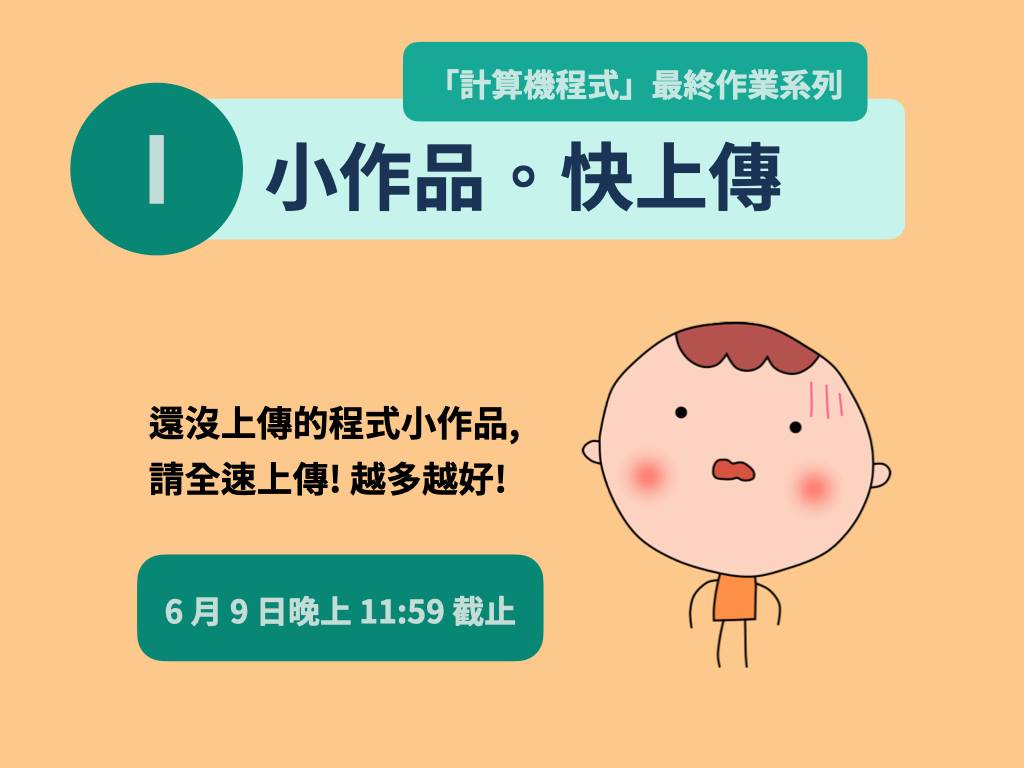 「計算機程式」最終作業系列
I
小作品。快上傳
還沒上傳的程式小作品,
請全速上傳! 越多越好!
6 月 9 日晚上 11:59 截止